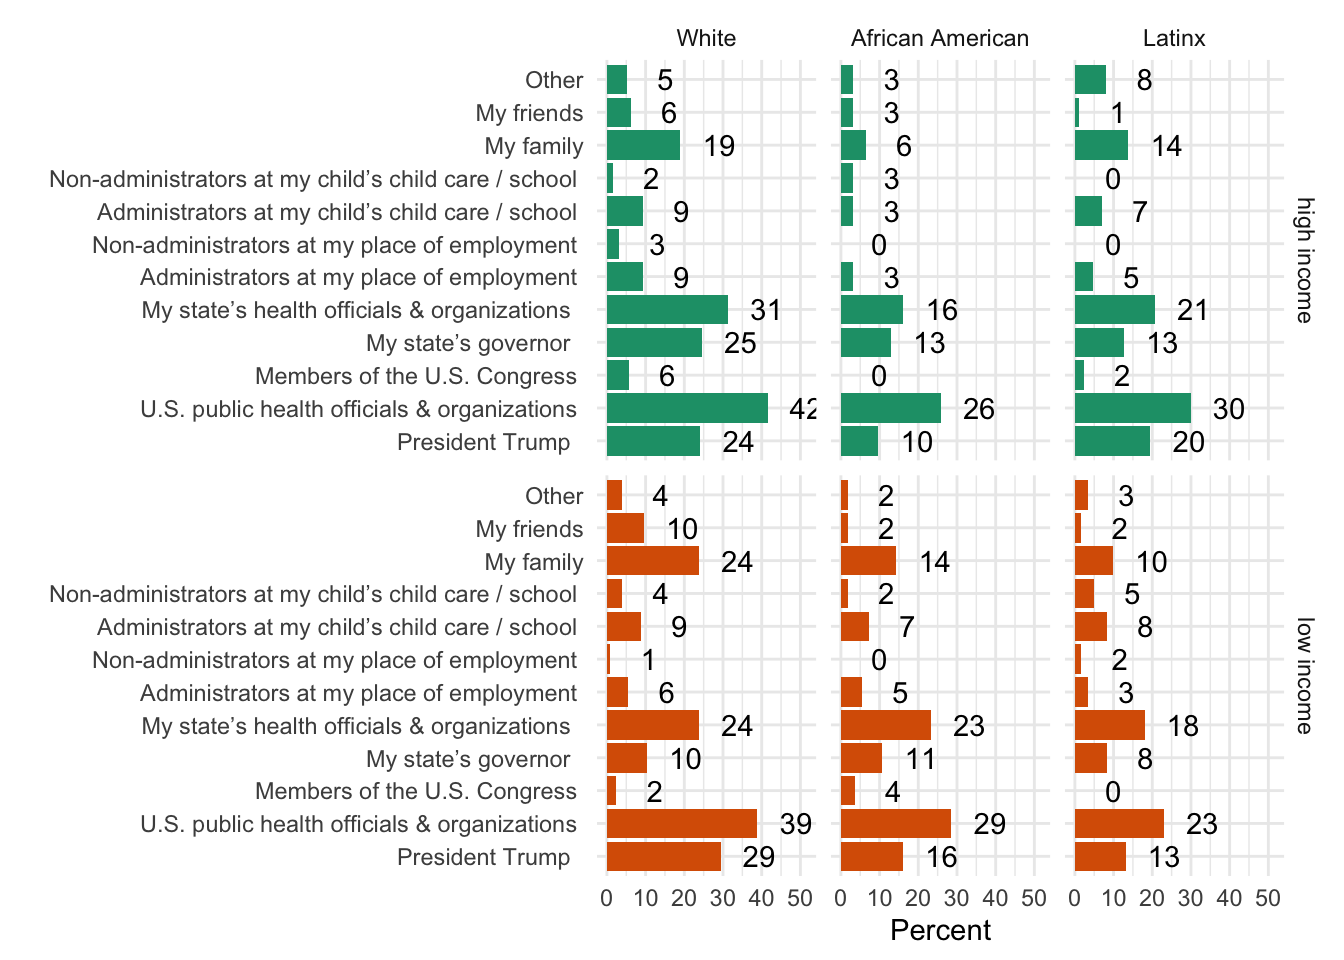 White African American Latinx
Other 5 3 8
My friends 6 3 1
My family 19 6 14
Non-administrators at my child’s child care / school 2 3 0
Administrators at my child’s child care / school 9 3 7
Non-administrators at my place of employment 3 0 0
Administrators at my place of employment 9 3 5
My state’s health officials & organizations 31 16 21
My state’s governor 25 13 13
Members of the U.S. Congress 6 0 2
U.S. public health officials & organizations 42 26 30
President Trump 24 10 20
high income
Other 4 2 3
My friends 10 2 2
My family 24 14 10
Non-administrators at my child’s child care / school 4 2 5
Administrators at my child’s child care / school 9 7 8
Non-administrators at my place of employment 1 0 2
Administrators at my place of employment 6 5 3
My state’s health officials & organizations 24 23 18
My state’s governor 10 11 8
Members of the U.S. Congress 2 4 0
U.S. public health officials & organizations 39 29 23
President Trump 29 16 13
low income
0 10 20 30 40 50 0 10 20 30 40 50 0 10 20 30 40 50
Percent